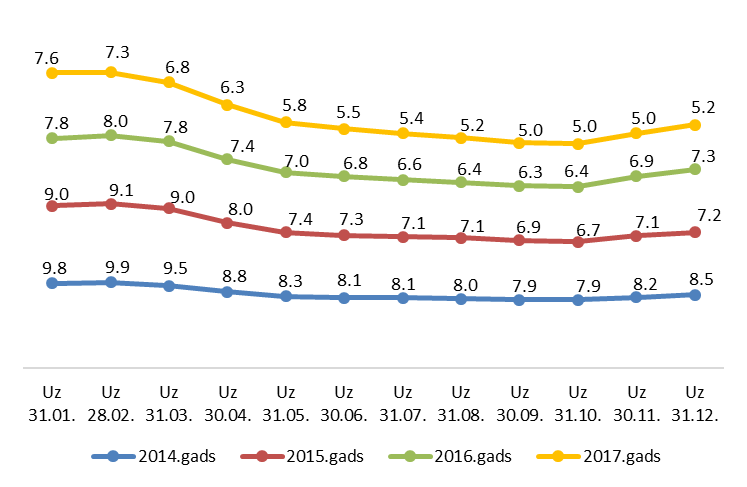 7.6 7.3 6.8 6.3 5.8 5.5 5.4 5.2 5.0 5.0 5.0 5.2
7.8 8.0 7.8 7.4 7.0 6.8 6.6 6.4 6.3 6.4 6.9 7.3
9.0 9.1 9.0 8.0 7.4 7.3 7.1 7.1 6.9 6.7 7.1 7.2
9.8 9.9 9.5 8.8 8.3 8.1 8.1 8.0 7.9 7.9 8.2 8.5
Uz Uz Uz Uz Uz Uz Uz Uz Uz Uz Uz Uz
31.01. 28.02. 31.03. 30.04. 31.05. 30.06. 31.07. 31.08. 30.09. 31.10. 30.11. 31.12.
2014.gads 2015.gads 2016.gads 2017.gads